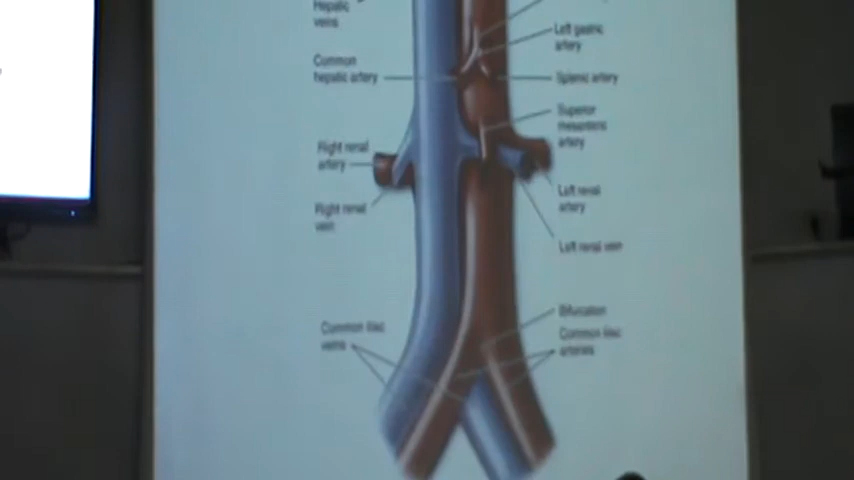 Hepatic
veins
Left gastric
artery
Common
hepatic artery
Splenic artery
Superior
mesenteric
artery
Right renal
artery
Left renal
artery
Right renal
vein
Left renal vein
Bifurcation
Common iliac
veins
Common iliac
arteries